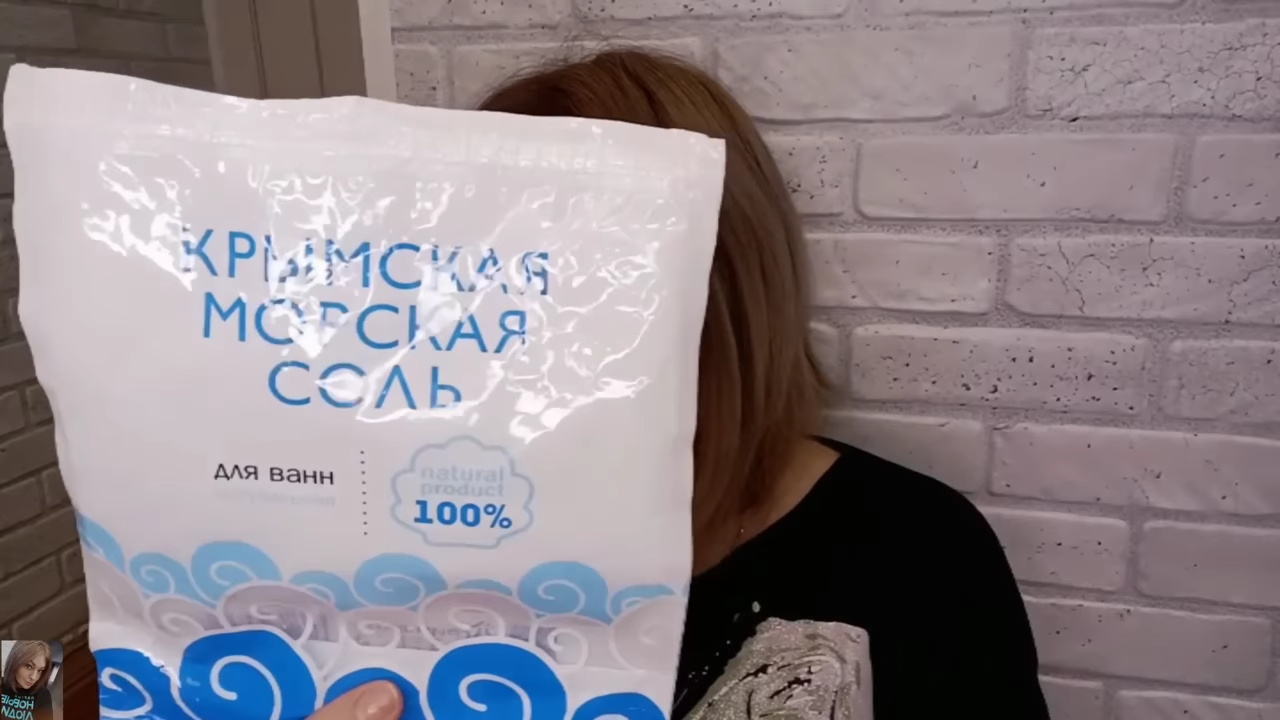 КРЫМСКАЯ
МОРСКАЯ
СОЛЬ
для ванн
natural
product
100%